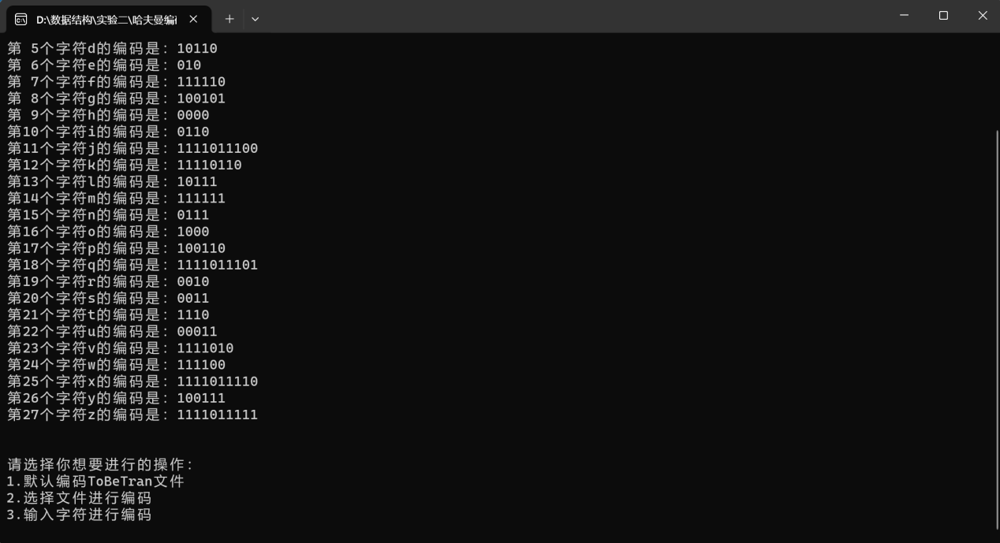 D:\数据结构\实验二\哈夫曼编i
第 5个字符d的编码是：10110
第 6个字符e的编码是：010
第 7个字符f的编码是：111110
第 8个字符g的编码是：100101
第 9个字符h的编码是：0000
第10个字符i的编码是：0110
第11个字符j的编码是：1111011100
第12个字符k的编码是：11110110
第13个字符l的编码是：10111
第14个字符m的编码是：111111
第15个字符n的编码是：0111
第16个字符o的编码是：1000
第17个字符p的编码是：100110
第18个字符q的编码是：1111011101
第19个字符r的编码是：0010
第20个字符s的编码是：0011
第21个字符t的编码是：1110
第22个字符u的编码是：00011
第23个字符v的编码是：1111010
第24个字符w的编码是：111100
第25个字符x的编码是：1111011110
第26个字符y的编码是：100111
第27个字符z的编码是：1111011111
请选择你想要进行的操作：
1.默认编码ToBeTran文件
2.选择文件进行编码
3.输入字符进行编码